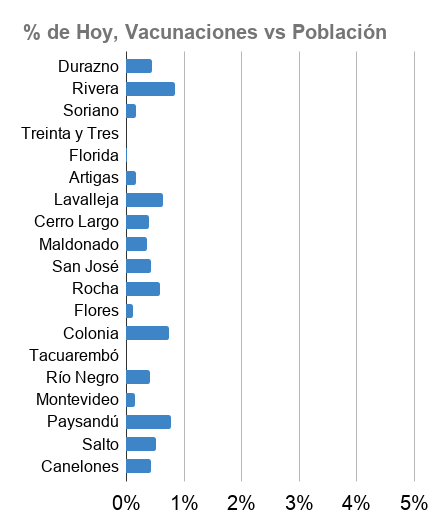 % de Hoy, Vacunaciones vs Población
Durazno
Rivera
Soriano
Treinta y Tres
Florida
Artigas
Lavalleja
Cerro Largo
Maldonado
San José
Rocha
Flores
Colonia
Tacuarembó
Río Negro
Montevideo
Paysandú
Salto
Canelones
0% 1% 2% 3% 4% 5%